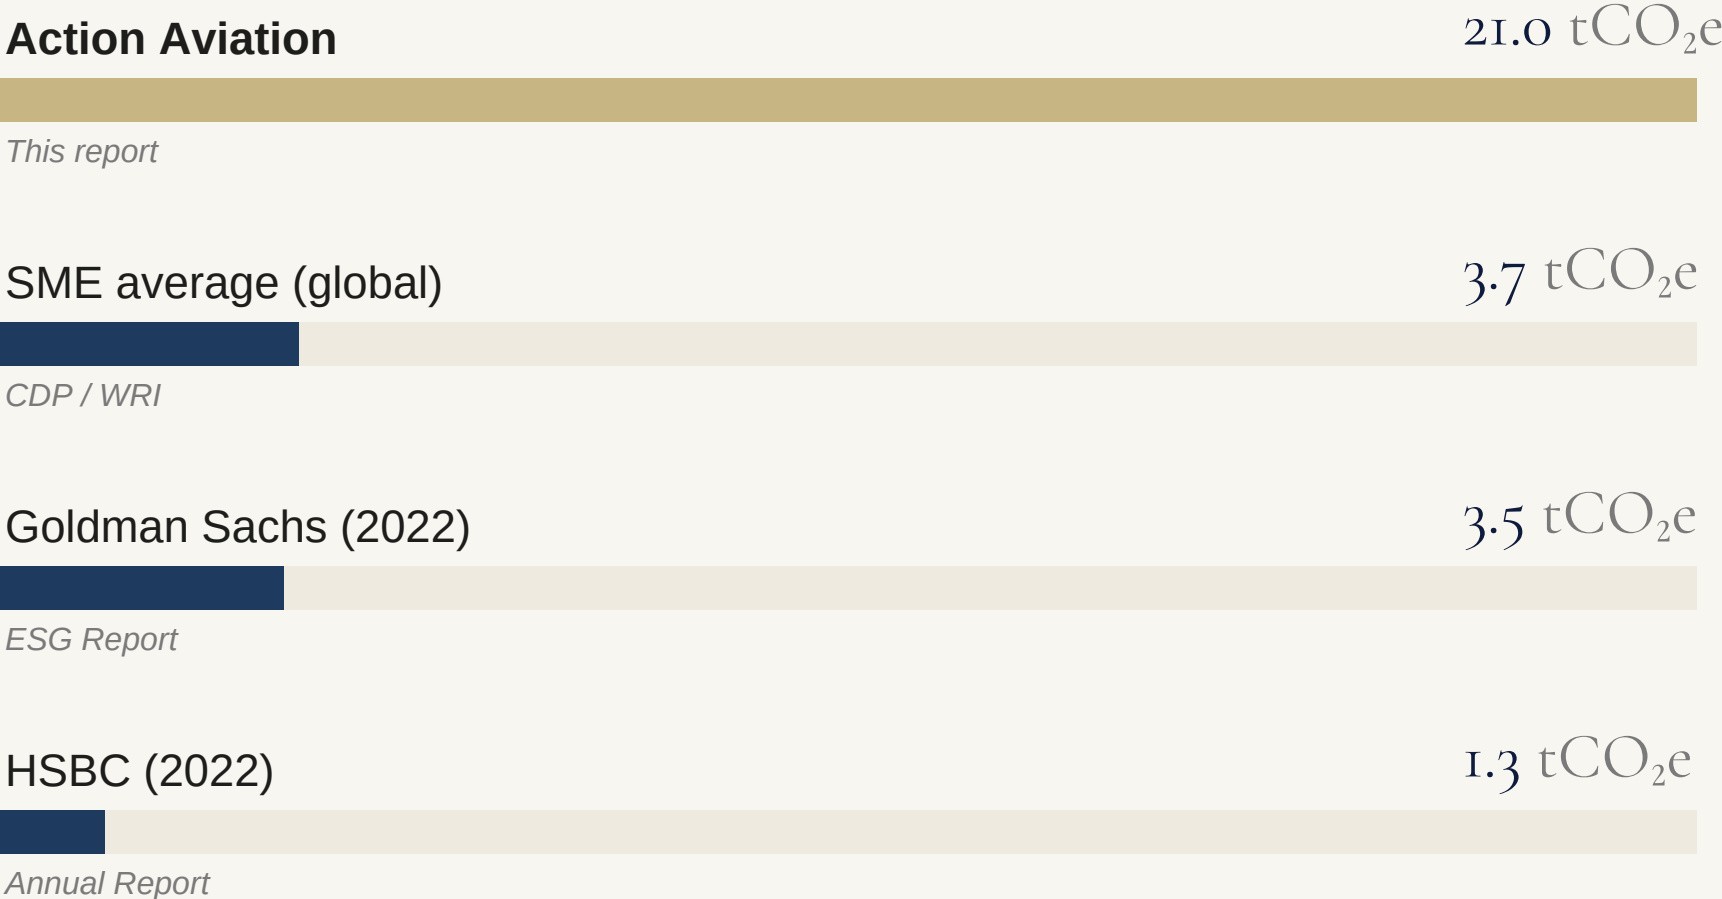 Action Aviation 21.0 tCO₂e
This report
SME average (global) 3.7 tCO₂e
CDP / WRI
Goldman Sachs (2022) 3.5 tCO₂e
ESG Report
HSBC (2022) 1.3 tCO₂e
Annual Report